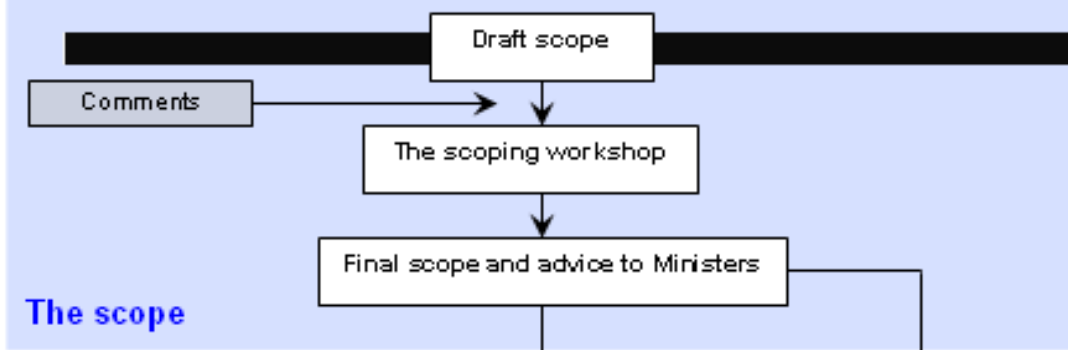 Draft scope
Comments
The scoping workshop
Final scope and advice to Ministers
The scope